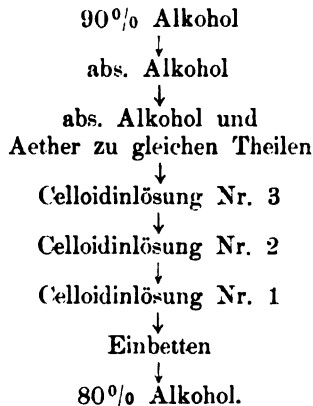 90% Alkohol
↓
abs. Alkohol
↓
abs. Alkohol und
Aether zu gleichen Theilen
↓
Celloidinlösung Nr. 3
↓
Celloidinlösung Nr. 2
↓
Celloidinlösung Nr. 1
↓
Einbetten
↓
80% Alkohol.